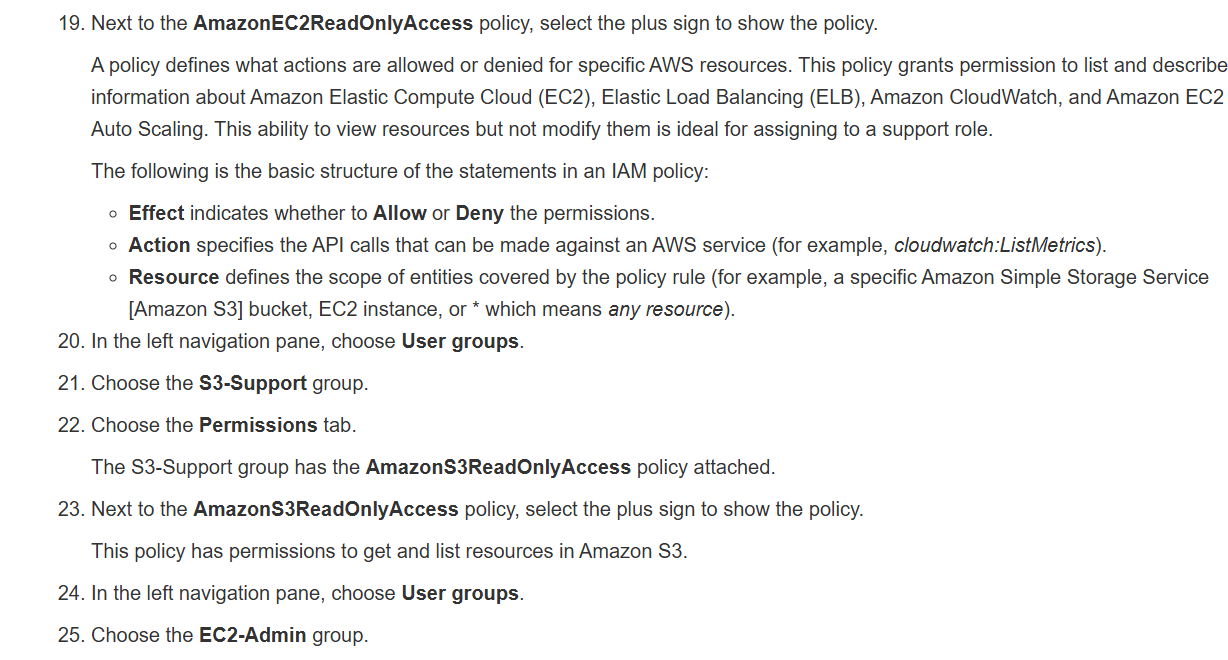 19. Next to the AmazonEC2ReadOnlyAccess policy, select the plus sign to show the policy.
A policy defines what actions are allowed or denied for specific AWS resources. This policy grants permission to list and describe
information about Amazon Elastic Compute Cloud (EC2), Elastic Load Balancing (ELB), Amazon CloudWatch, and Amazon EC2
Auto Scaling. This ability to view resources but not modify them is ideal for assigning to a support role.
The following is the basic structure of the statements in an IAM policy:
◦ Effect indicates whether to Allow or Deny the permissions.
◦ Action specifies the API calls that can be made against an AWS service (for example, cloudwatch:ListMetrics).
◦ Resource defines the scope of entities covered by the policy rule (for example, a specific Amazon Simple Storage Service
[Amazon S3] bucket, EC2 instance, or * which means any resource).
20. In the left navigation pane, choose User groups.
21. Choose the S3-Support group.
22. Choose the Permissions tab.
The S3-Support group has the AmazonS3ReadOnlyAccess policy attached.
23. Next to the AmazonS3ReadOnlyAccess policy, select the plus sign to show the policy.
This policy has permissions to get and list resources in Amazon S3.
24. In the left navigation pane, choose User groups.
25. Choose the EC2-Admin group.